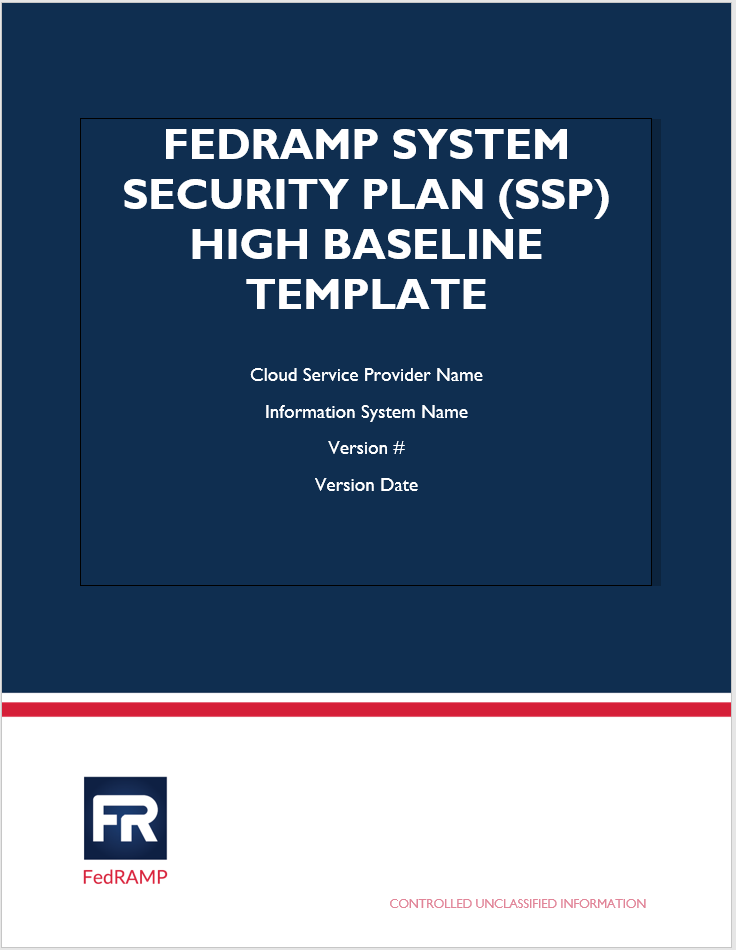 FEDRAMP SYSTEM
SECURITY PLAN (SSP)
HIGH BASELINE
TEMPLATE
Cloud Service Provider Name
Information System Name
Version #
Version Date
FR
FedRAMP
CONTROLLED UNCLASSIFIED INFORMATION